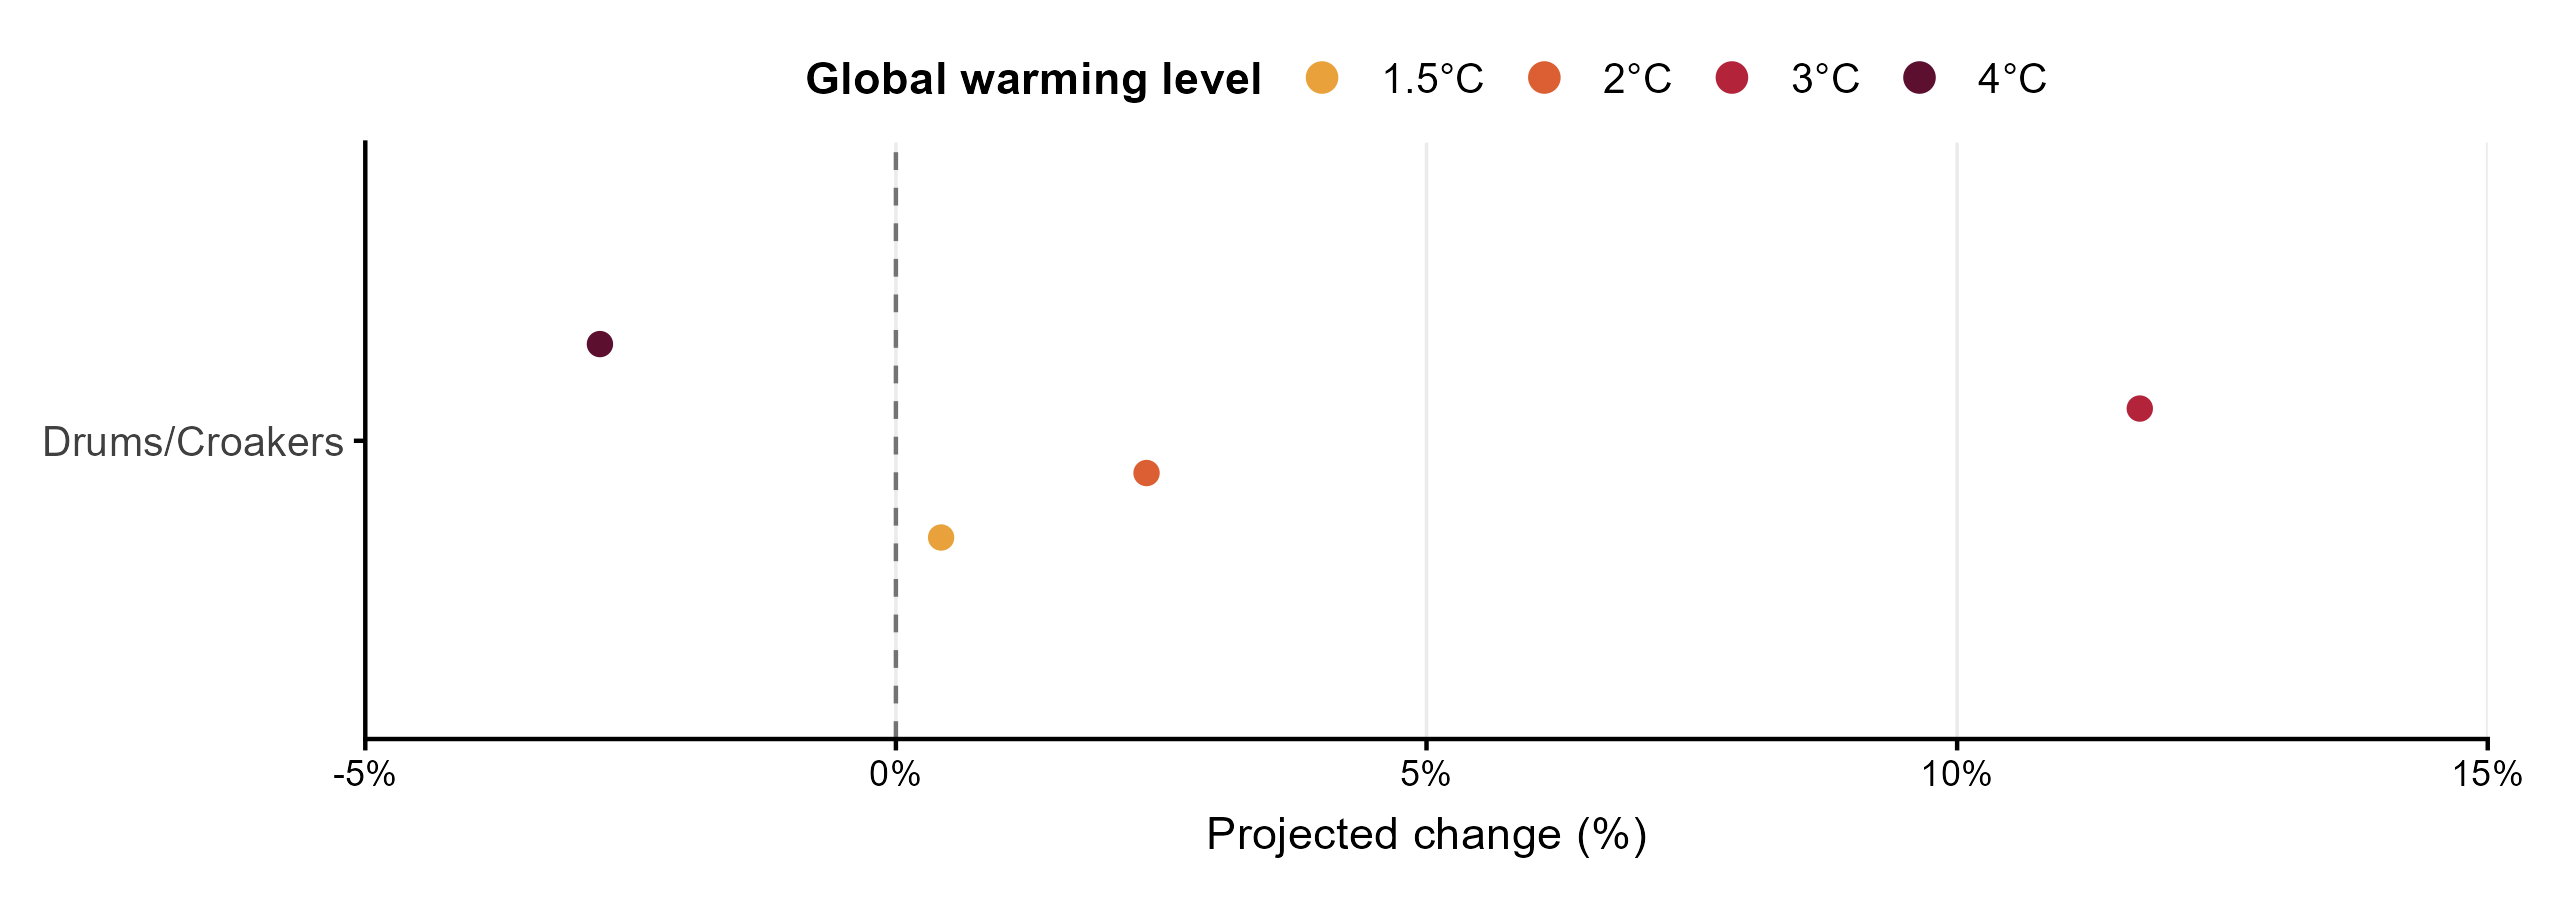 Global warming level 1.5°C 2°C 3°C 4°C
Drums/Croakers
-5% 0% 5% 10% 15%
Projected change (%)